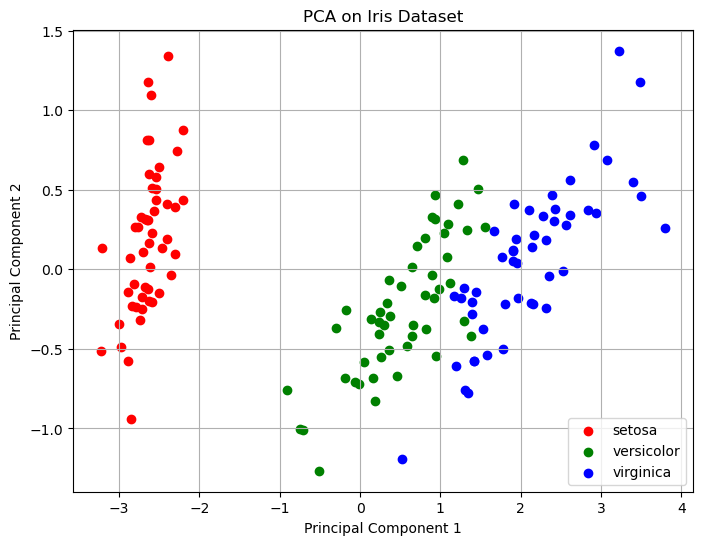 PCA on Iris Dataset
Principal Component 2
1.5
1.0
0.5
0.0
−0.5
−1.0
setosa
versicolor
virginica
−3
−2
−1
0
1
2
3
4
Principal Component 1